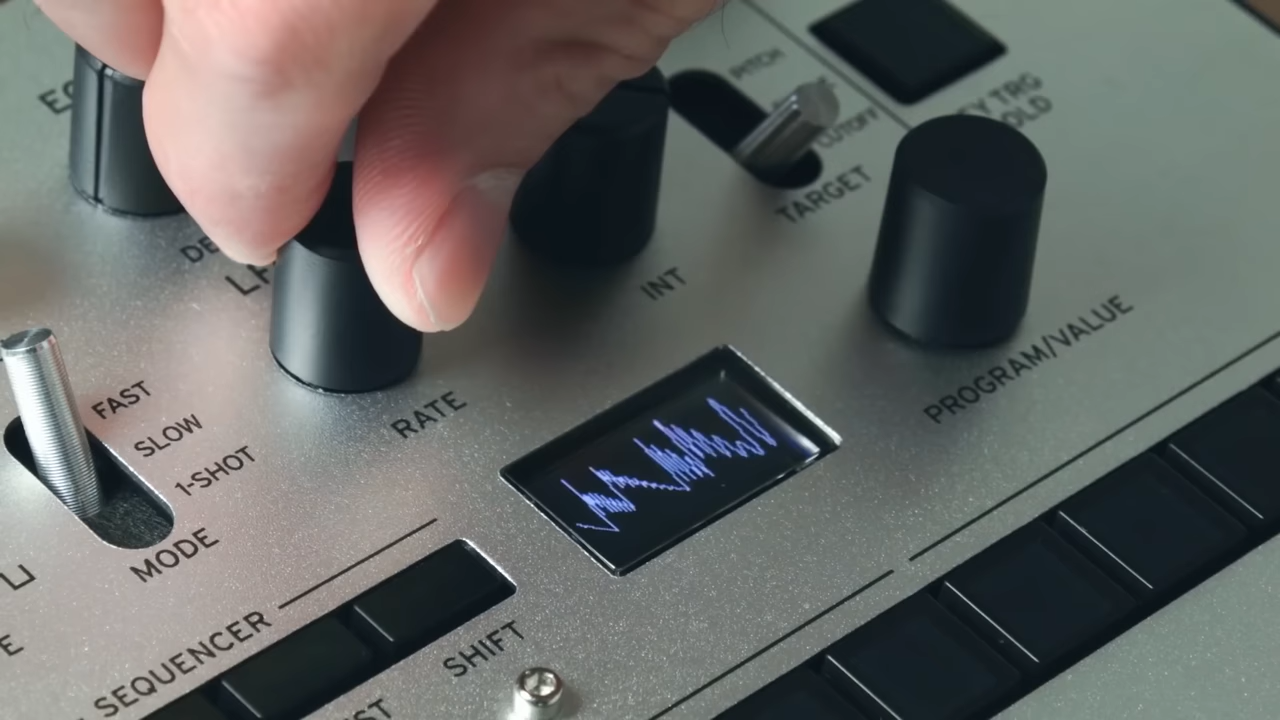 PITCH
CUTOFF
TARGET
INT
RATE
PROGRAM/VALUE
FAST
SLOW
1-SHOT
MODE
SEQUENCER
SHIFT